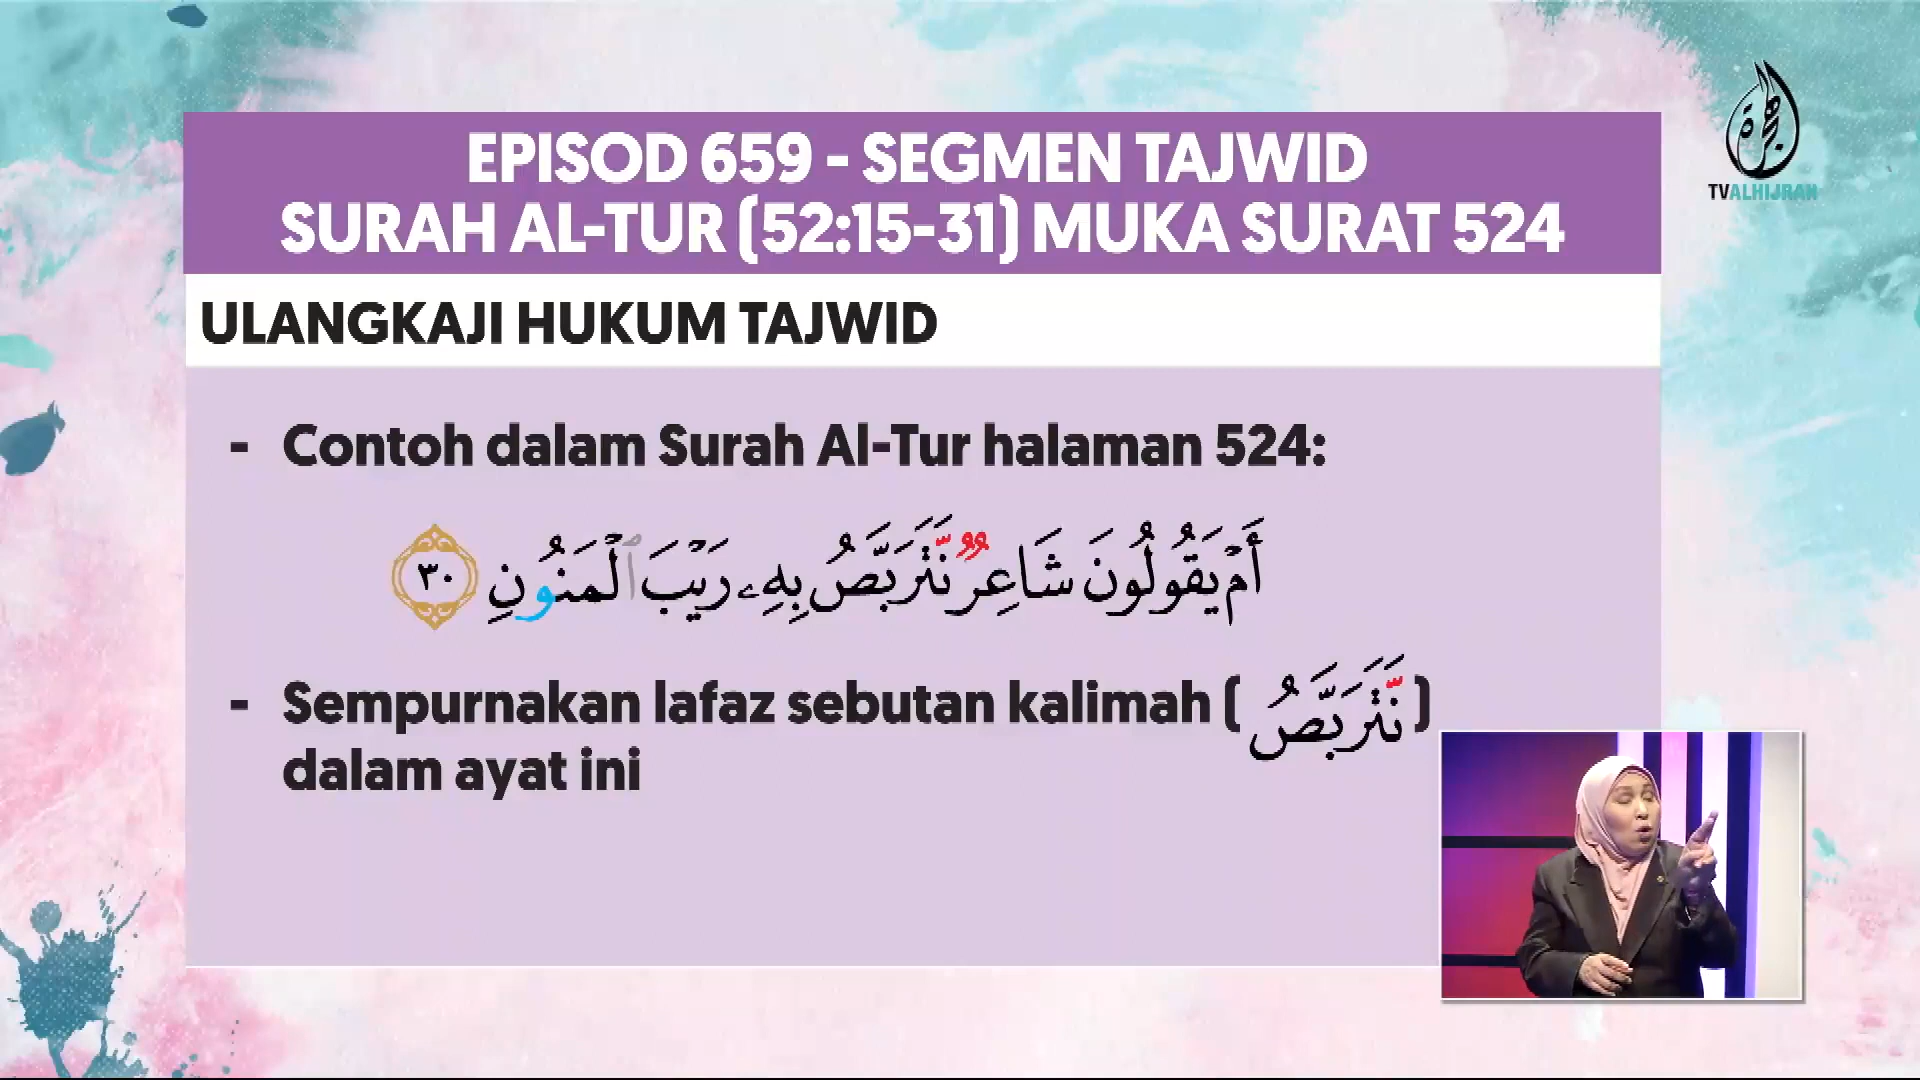 EPISOD 659 - SEGMEN TAJWID
SURAH AL-TUR (52:15-31) MUKA SURAT 524
هجرة
TVALHIJRAH
ULANGKAJI HUKUM TAJWID
- Contoh dalam Surah Al-Tur halaman 524:
أَمْ يَقُولُونَ شَاعِرٌ نَّتَرَبَّصُ بِهِۦ رَيْبَ ٱلْمَنُونِ ٣٠
- Sempurnakan lafaz sebutan kalimah (نَّتَرَبَّصُ)
dalam ayat ini